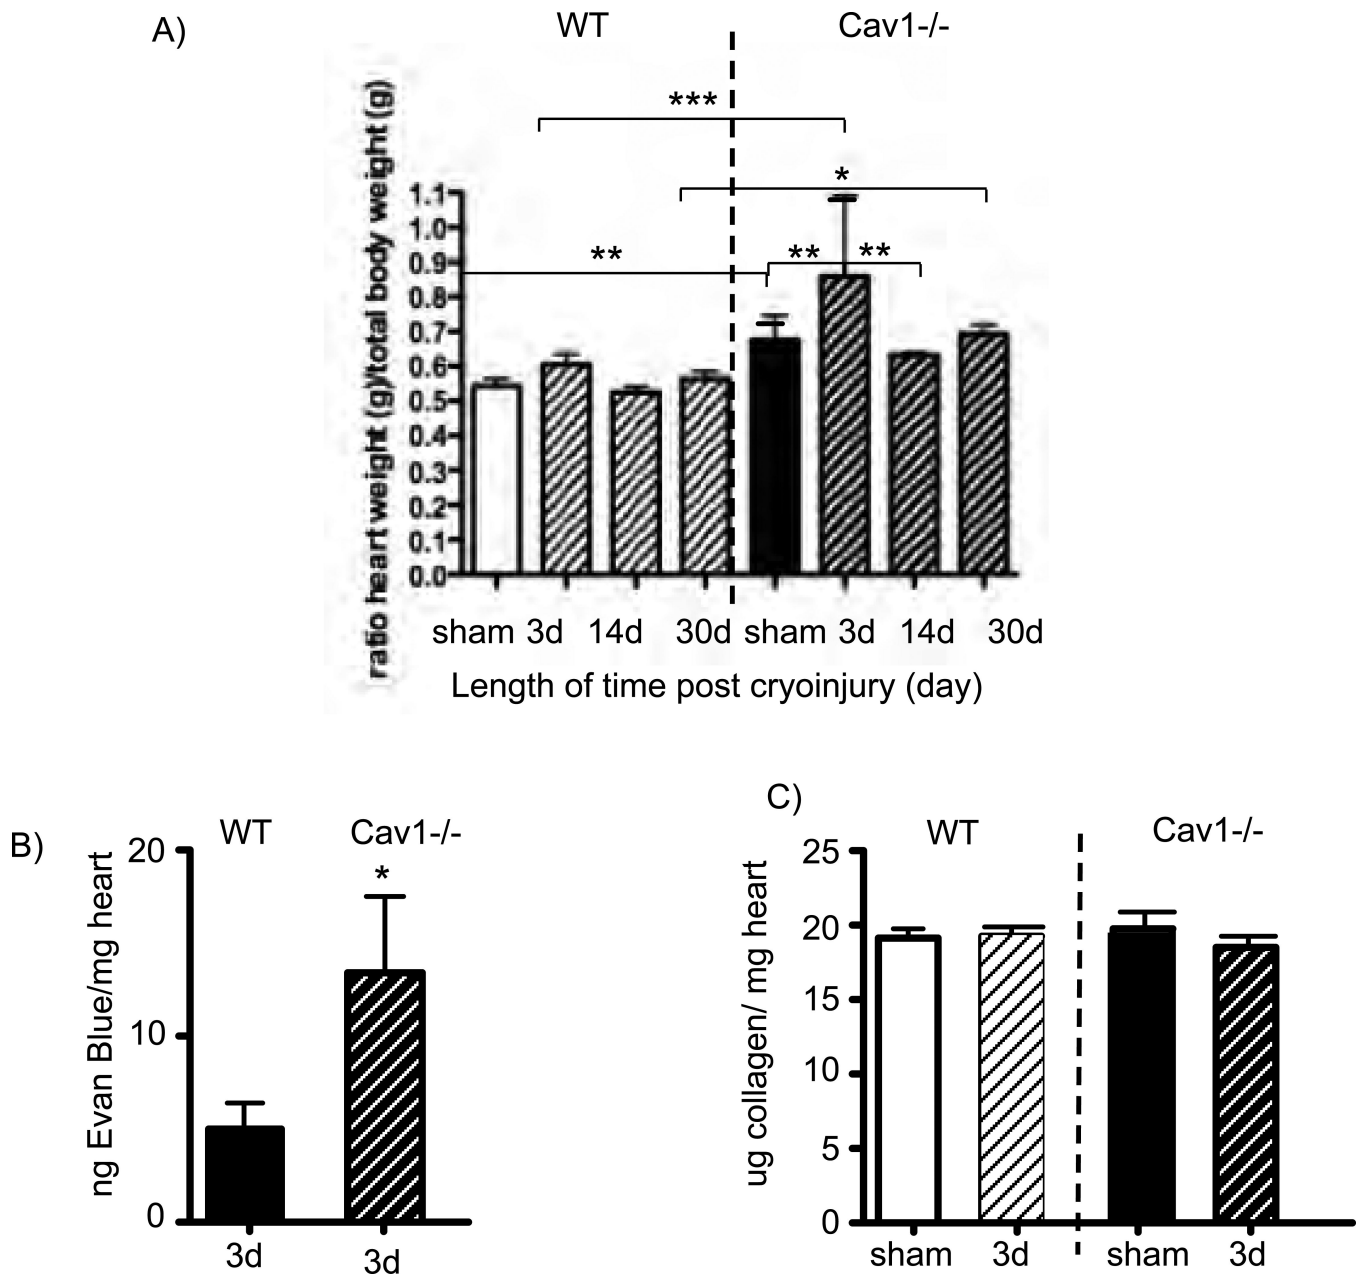 A)
WT Cav1-/-
***
*
**
** **
ratio heart weight (g)/total body weight (g)
1.1
1.0
0.9
0.8
0.7
0.6
0.5
0.4
0.3
0.2
0.1
0.0
sham 3d 14d 30d sham 3d 14d 30d
Length of time post cryoinjury (day)
B)
WT Cav1-/-
*
ng Evan Blue/mg heart
20
10
0
3d 3d
C)
WT Cav1-/-
ug collagen/ mg heart
25
20
15
10
5
0
sham 3d sham 3d